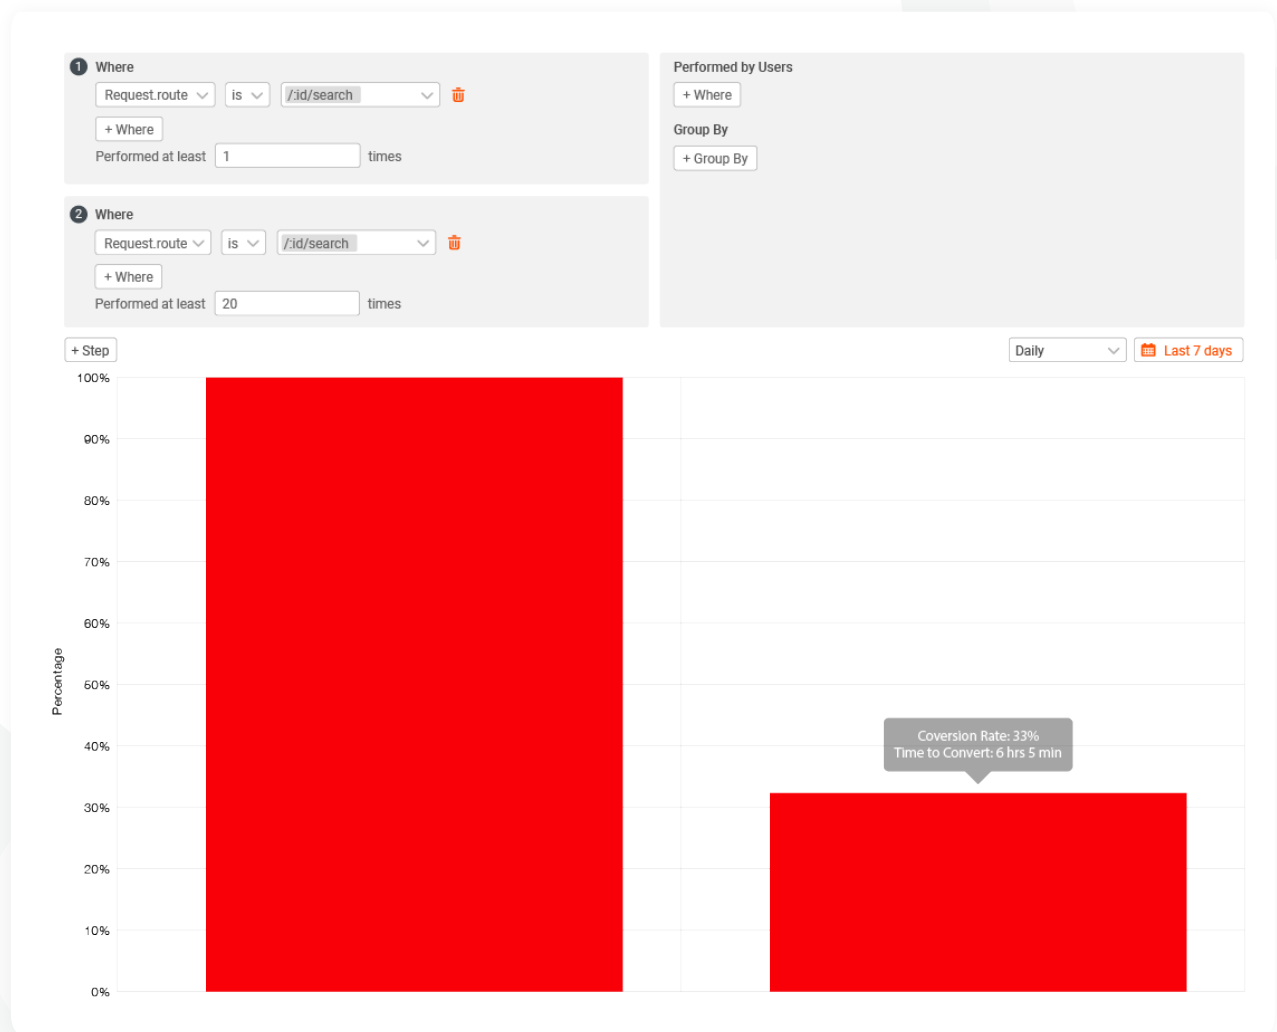 1 Where
Request.route is /:id/search
+ Where
Performed at least 1 times
2 Where
Request.route is /:id/search
+ Where
Performed at least 20 times
Performed by Users
+ Where
Group By
+ Group By
+ Step
Daily Last 7 days
100%
90%
80%
70%
60%
50%
40%
30%
20%
10%
0%
Percentage
Coversion Rate: 33%
Time to Convert: 6 hrs 5 min